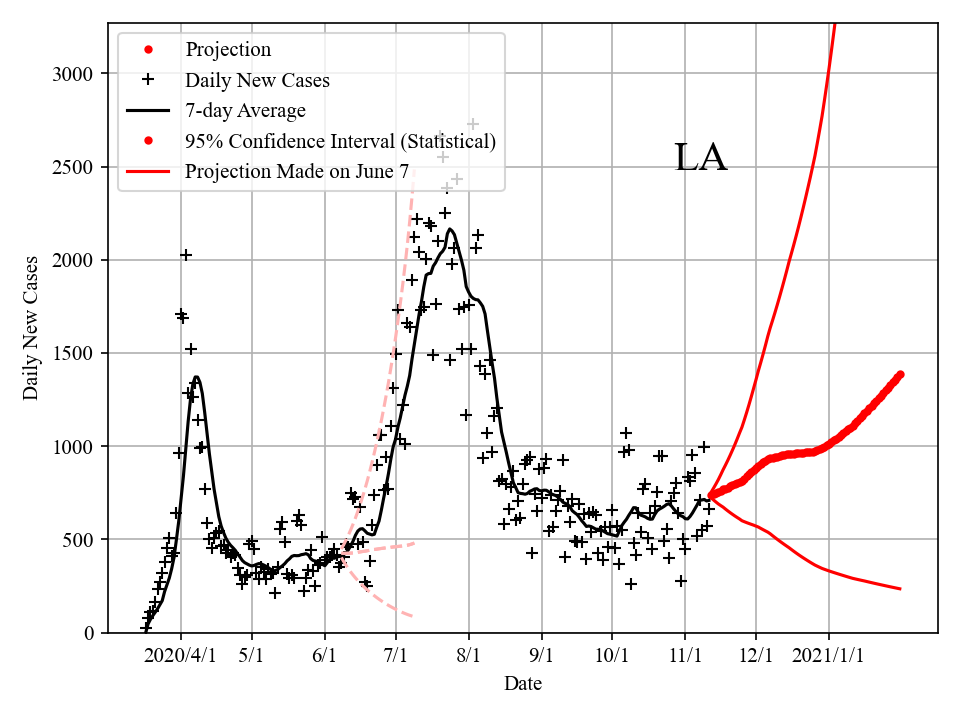 Projection
Daily New Cases
7-day Average
95% Confidence Interval (Statistical)
Projection Made on June 7
LA
Daily New Cases
3000
2500
2000
1500
1000
500
0
2020/4/1 5/1 6/1 7/1 8/1 9/1 10/1 11/1 12/1 2021/1/1
Date